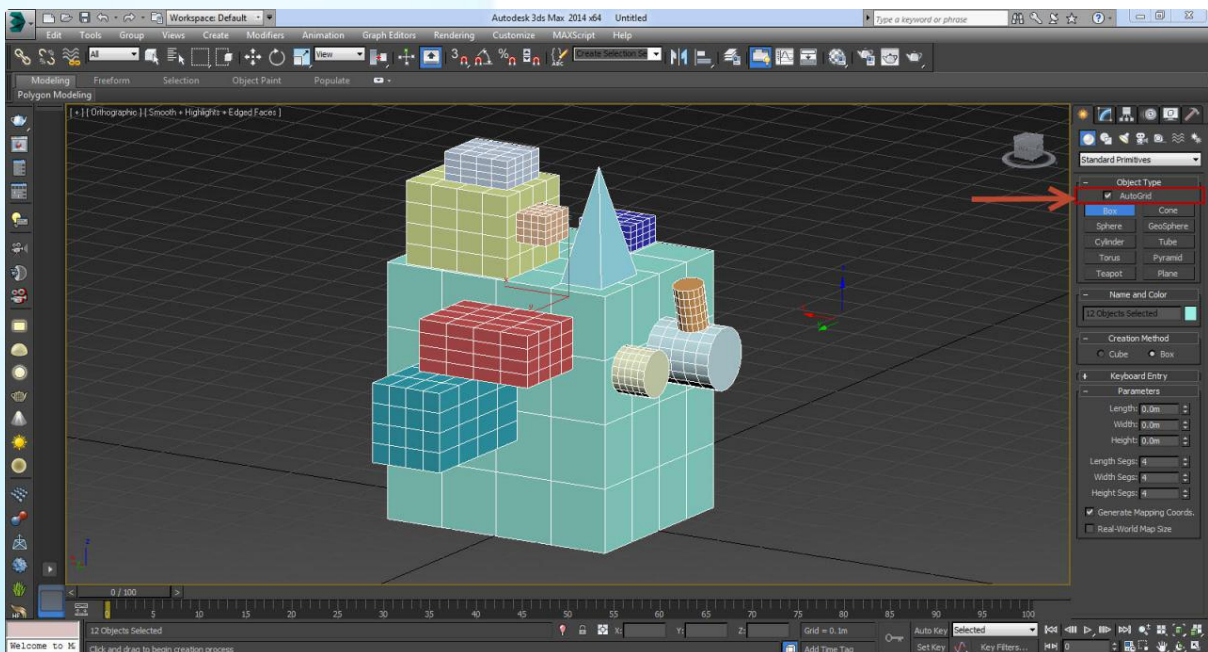 Workspace: Default
Autodesk 3ds Max 2014 x64 Untitled
Type a keyword or phrase
Edit Tools Group Views Create Modifiers Animation Graph Editors Rendering Customize MAXScript Help
All
View
Create Selection Se
Modeling Freeform Selection Object Paint Populate
Polygon Modeling
[ + ] [ Orthographic ] [ Smooth + Highlights + Edged Faces ]
Standard Primitives
Object Type
AutoGrid
Box Cone
Sphere GeoSphere
Cylinder Tube
Torus Pyramid
Teapot Plane
Name and Color
12 Objects Selected
Creation Method
Cube Box
Keyboard Entry
Parameters
Length: 0.0m
Width: 0.0m
Height: 0.0m
Length Segs: 4
Width Segs: 4
Height Segs: 4
Generate Mapping Coords.
Real-World Map Size
0 / 100
0 5 10 15 20 25 30 35 40 45 50 55 60 65 70 75 80 85 90 95 100
12 Objects Selected X: Y: Z: Grid = 0.1m Auto Key Selected
Welcome to M Click and drag to begin creation process Add Time Tag Set Key Key Filters... 0